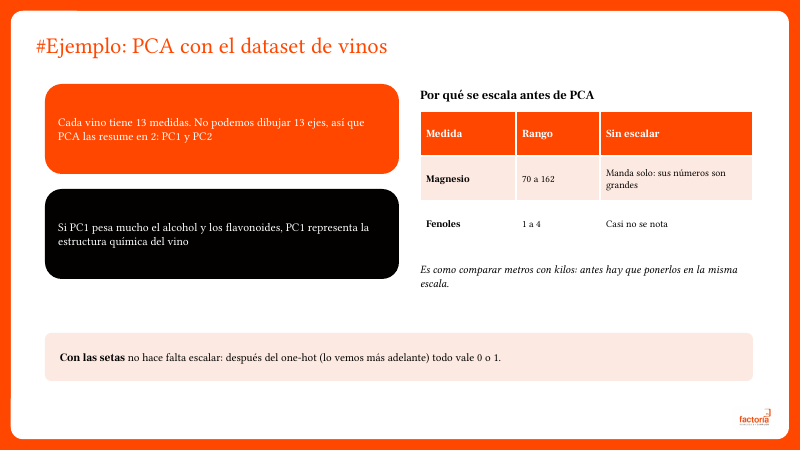 #Ejemplo: PCA con el dataset de vinos
Cada vino tiene 13 medidas. No podemos dibujar 13 ejes, así que
PCA las resume en 2: PC1 y PC2
Si PC1 pesa mucho el alcohol y los flavonoides, PC1 representa la
estructura química del vino
Por qué se escala antes de PCA
Medida Rango Sin escalar
Magnesio 70 a 162 Manda solo: sus números son
grandes
Fenoles 1 a 4 Casi no se nota
Es como comparar metros con kilos: antes hay que ponerlos en la misma
escala.
Con las setas no hace falta escalar: después del one-hot (lo vemos más adelante) todo vale 0 o 1.
factoría